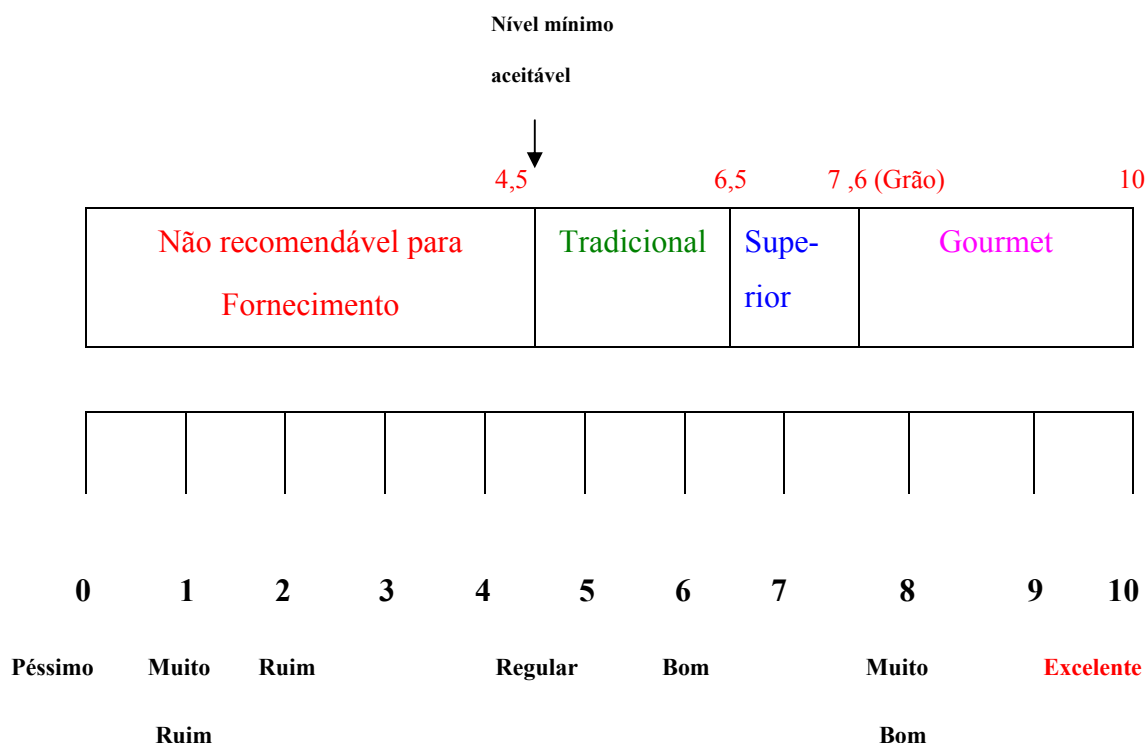 Nível mínimo
aceitável
4,5 6,5 7 ,6 (Grão) 10
Não recomendável para Tradicional Supe- Gourmet
Fornecimento rior
0 1 2 3 4 5 6 7 8 9 10
Péssimo Muito Ruim Regular Bom Muito Excelente
Ruim Bom